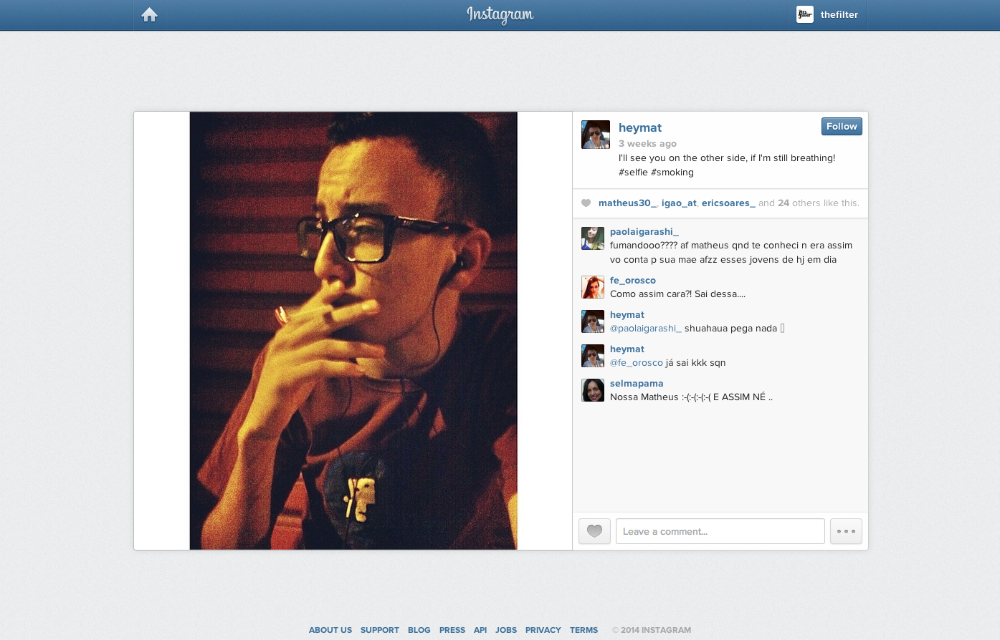 Instagram
the filter
thefilter
heymat
Follow
3 weeks ago
I'll see you on the other side, if I'm still breathing!
#selfie #smoking
matheus30_, igao_at, ericsoares_ and 24 others like this.
paolaigarashi_
fumandooo???? af matheus qnd te conheci n era assim
vo conta p sua mae afzz esses jovens de hj em dia
fe_orosco
Como assim cara?! Sai dessa....
heymat
@paolaigarashi_ shuahaua pega nada
heymat
@fe_orosco já sai kkk sqn
selmapama
Nossa Matheus :-(:-(:-(:-( E ASSIM NÉ ..
Leave a comment...
ABOUT US SUPPORT BLOG PRESS API JOBS PRIVACY TERMS © 2014 INSTAGRAM